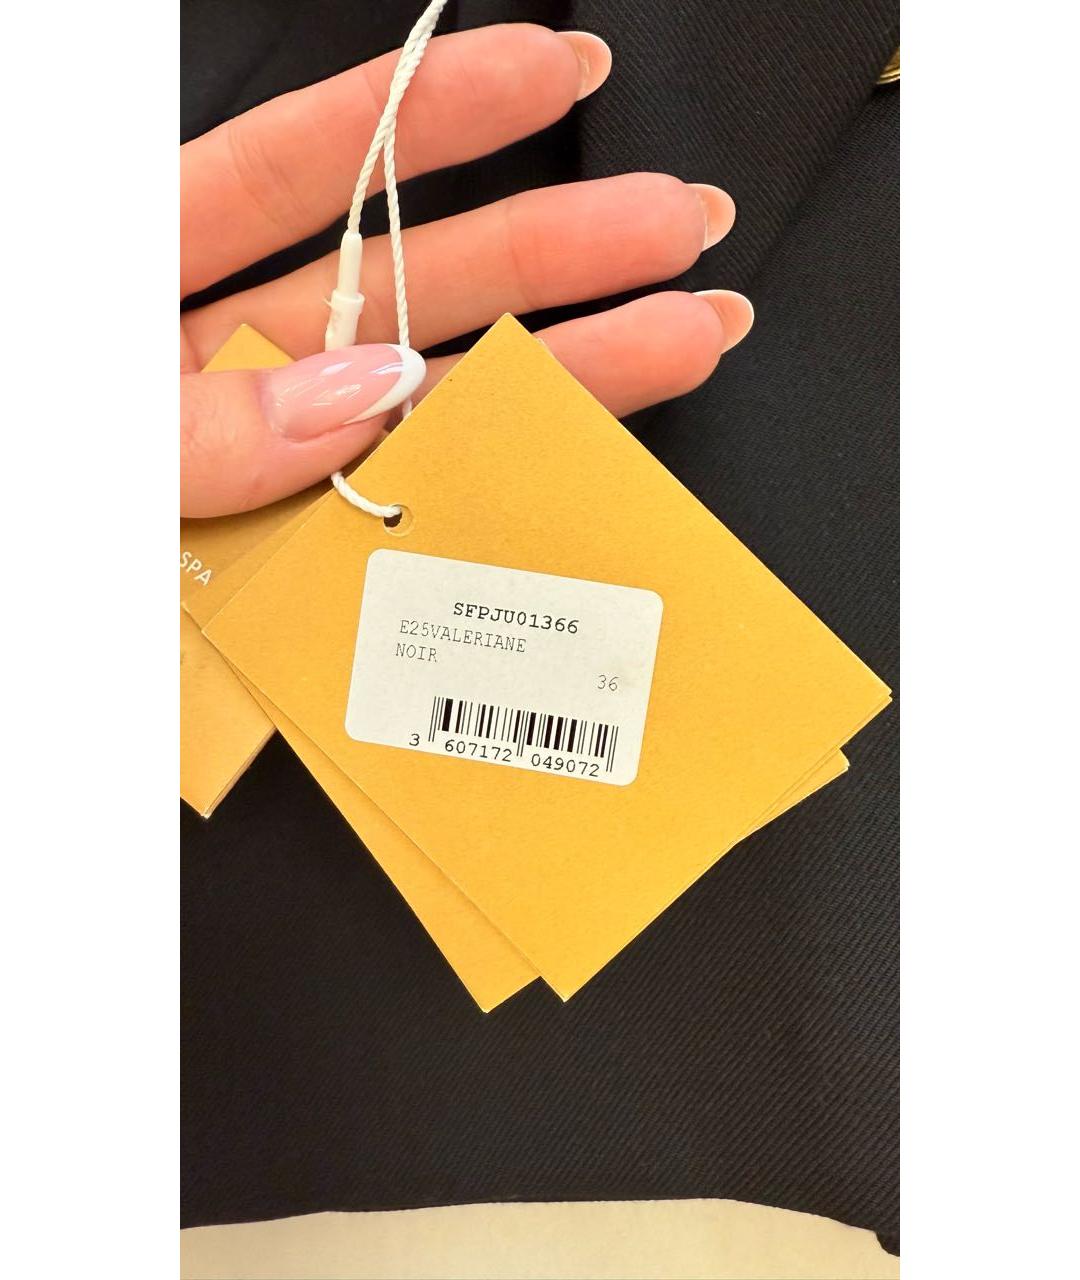 SPA
SFPJU01366
E25VALERIANE
NOIR
36
3 607172 049072